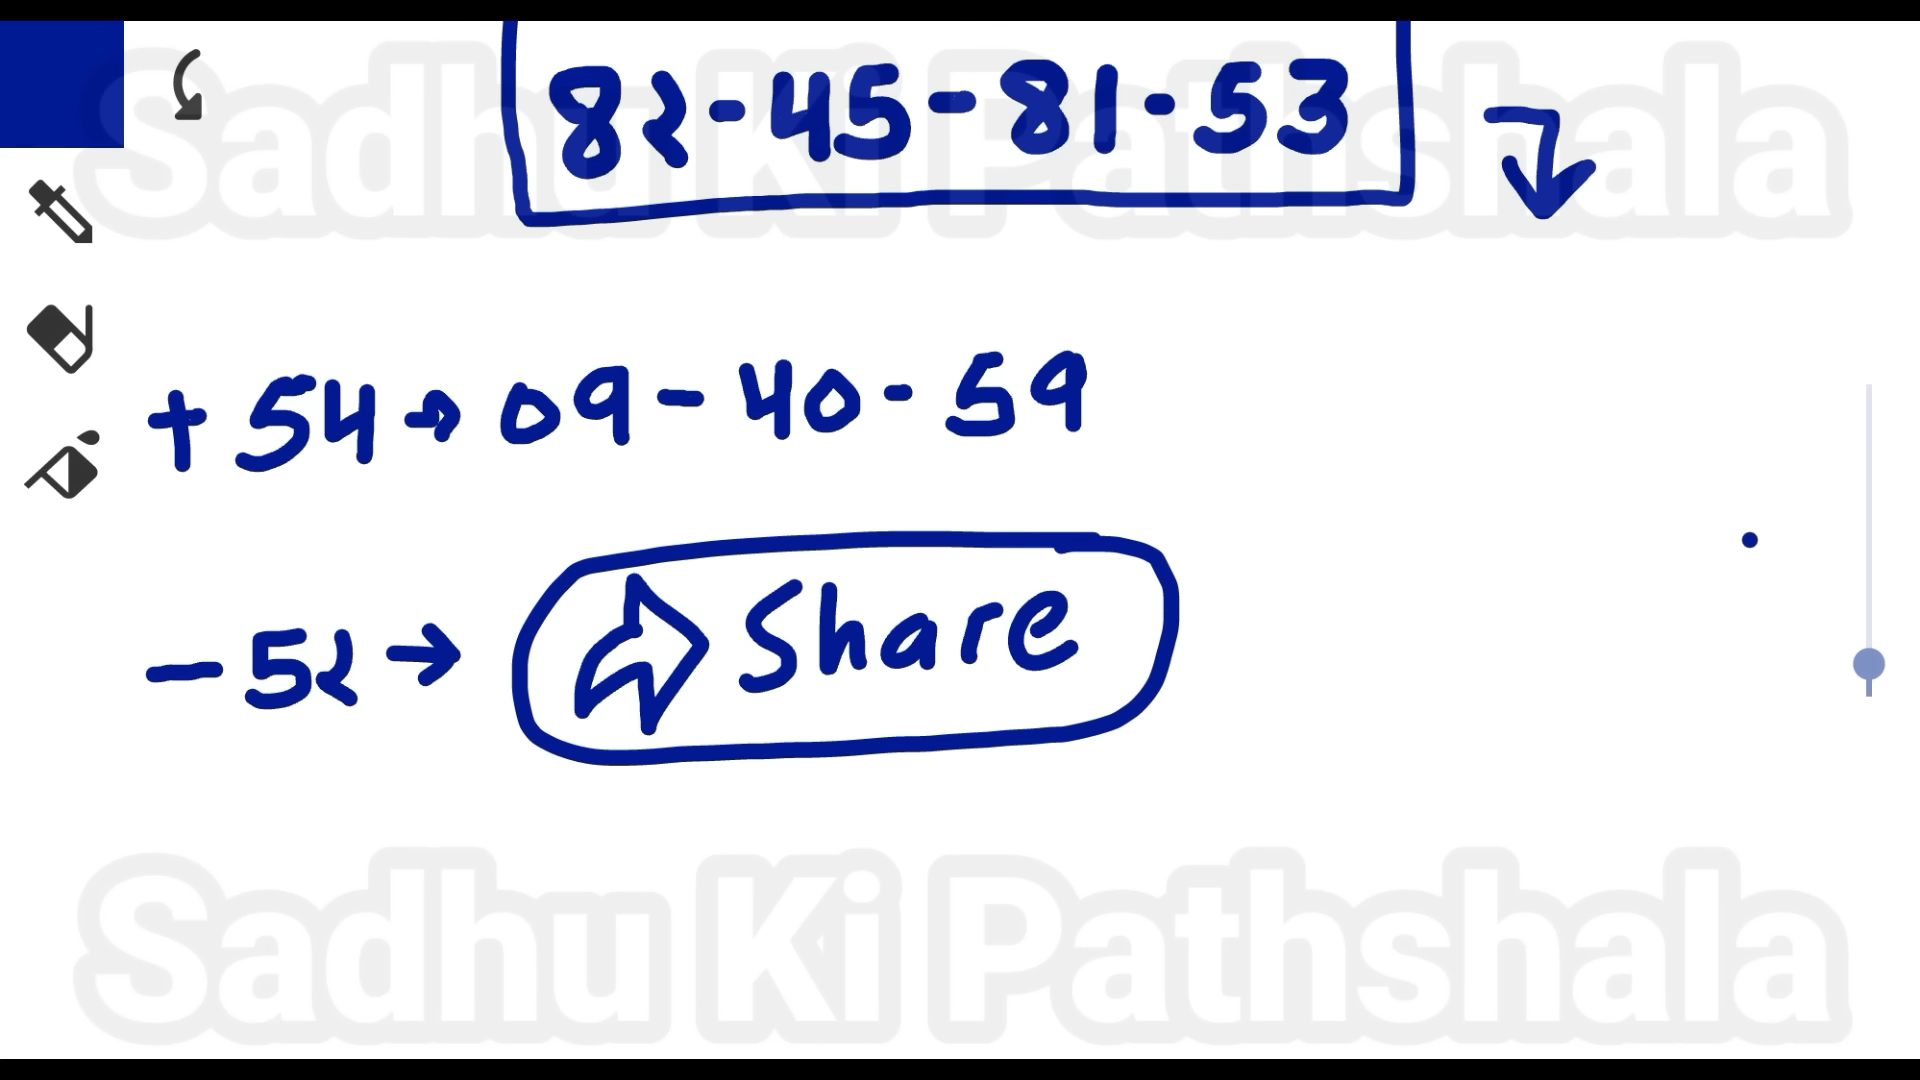 Sadhu Ki Pathshala
82-45-81-53
+ 54 → 09 - 40 - 59
- 52 → Share
Sadhu Ki Pathshala